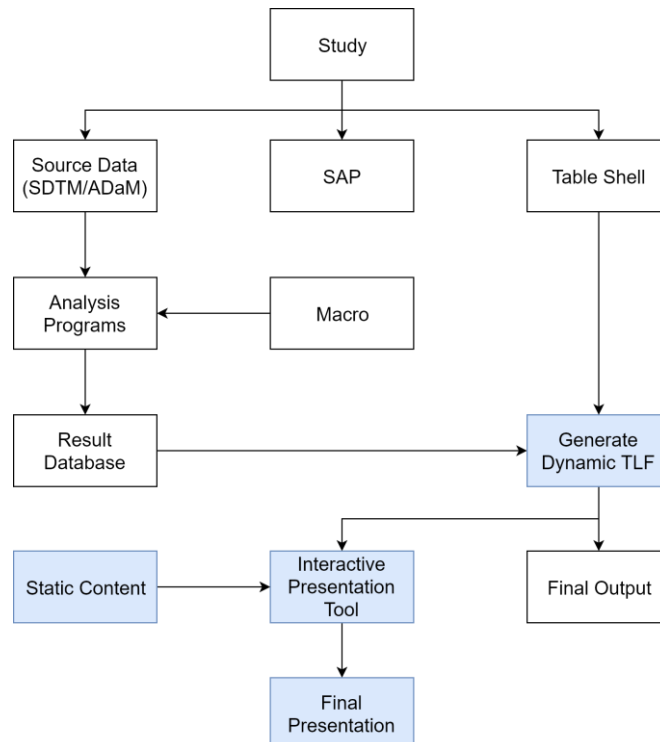 Study
Source Data
(SDTM/ADaM)
SAP
Table Shell
Analysis
Programs
Macro
Result
Database
Generate
Dynamic TLF
Static Content
Interactive
Presentation
Tool
Final Output
Final
Presentation